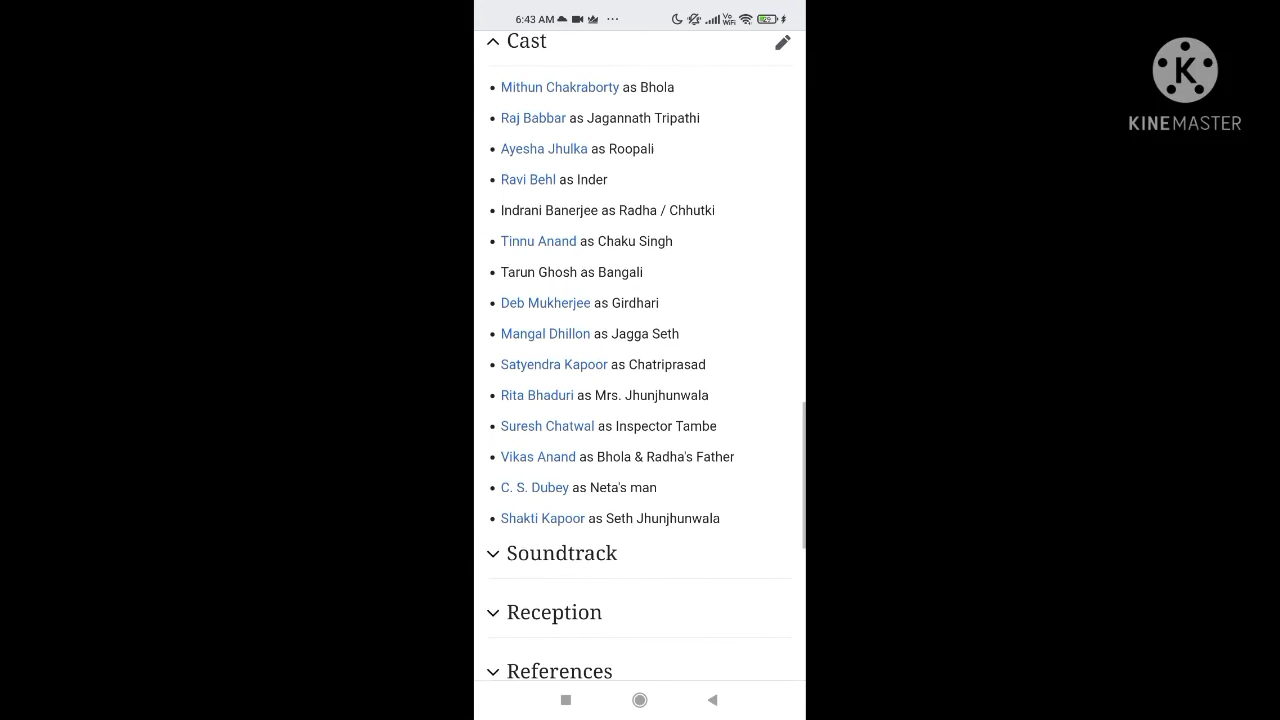 6:43 AM
Vo
WiFi
29
Cast
Mithun Chakraborty as Bhola
Raj Babbar as Jagannath Tripathi
Ayesha Jhulka as Roopali
Ravi Behl as Inder
Indrani Banerjee as Radha / Chhutki
Tinnu Anand as Chaku Singh
Tarun Ghosh as Bangali
Deb Mukherjee as Girdhari
Mangal Dhillon as Jagga Seth
Satyendra Kapoor as Chatriprasad
Rita Bhaduri as Mrs. Jhunjhunwala
Suresh Chatwal as Inspector Tambe
Vikas Anand as Bhola & Radha's Father
C. S. Dubey as Neta's man
Shakti Kapoor as Seth Jhunjhunwala
Soundtrack
Reception
References
K
KINEMASTER